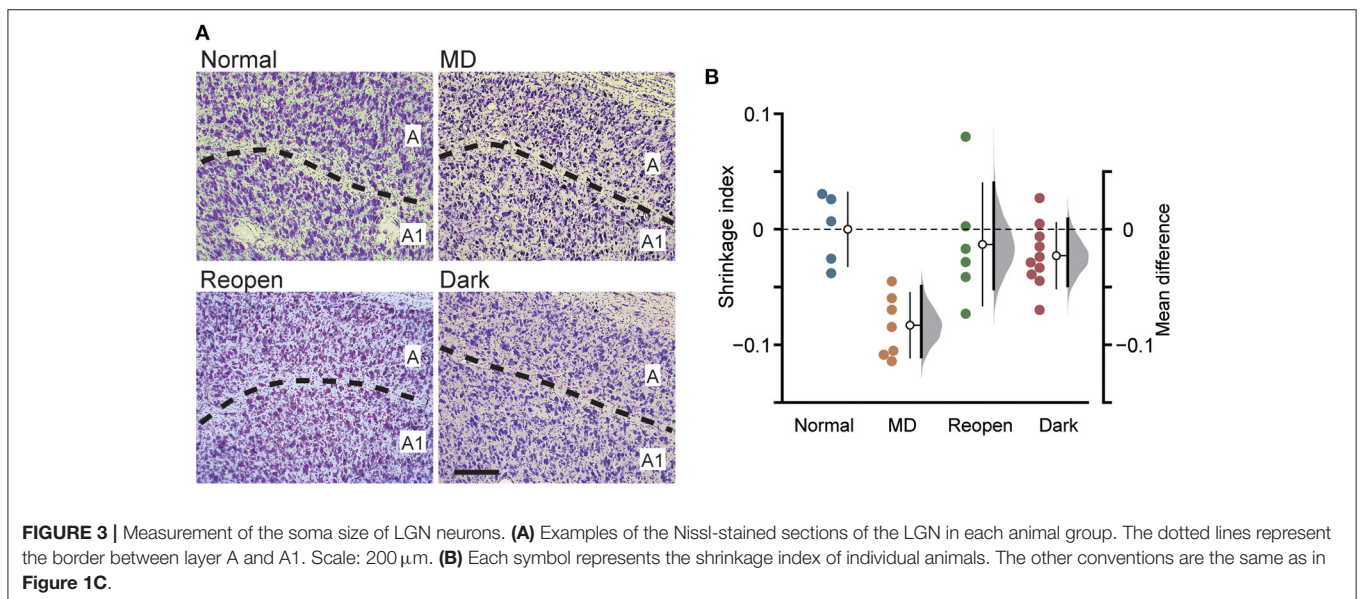 A
Normal
MD
A
A1
A
A1
Reopen
Dark
A
A1
A
A1
B
0.1
0
−0.1
Shrinkage index
0
−0.1
Mean difference
Normal
MD
Reopen
Dark
FIGURE 3 | Measurement of the soma size of LGN neurons. (A) Examples of the Nissl-stained sections of the LGN in each animal group. The dotted lines represent
the border between layer A and A1. Scale: 200 μm. (B) Each symbol represents the shrinkage index of individual animals. The other conventions are the same as in
Figure 1C.